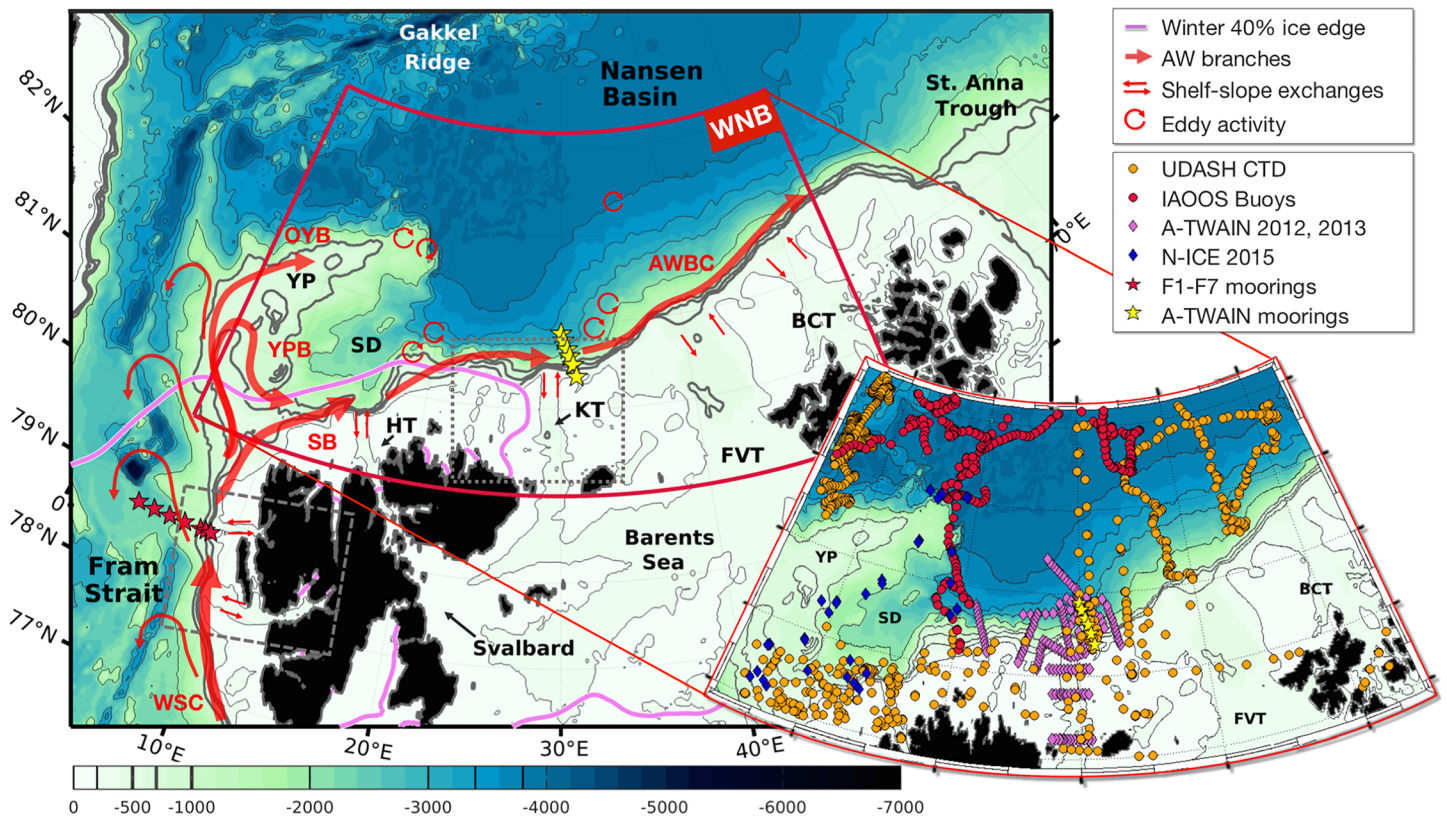 Gakkel
Ridge
Nansen
Basin
St. Anna
Trough
WNB
82°N
81°N
80°N
79°N
0
78°N
77°N
OYB
YP
YPB
SD
AWBC
BCT
SB
HT
KT
FVT
Barents
Sea
Fram
Strait
Svalbard
WSC
10°E
20°E
30°E
40°E
70°E
0
-500
-1000
-2000
-3000
-4000
-5000
-6000
-7000
Winter 40% ice edge
AW branches
Shelf-slope exchanges
Eddy activity
UDASH CTD
IAOOS Buoys
A-TWAIN 2012, 2013
N-ICE 2015
F1-F7 moorings
A-TWAIN moorings
YP
SD
BCT
FVT